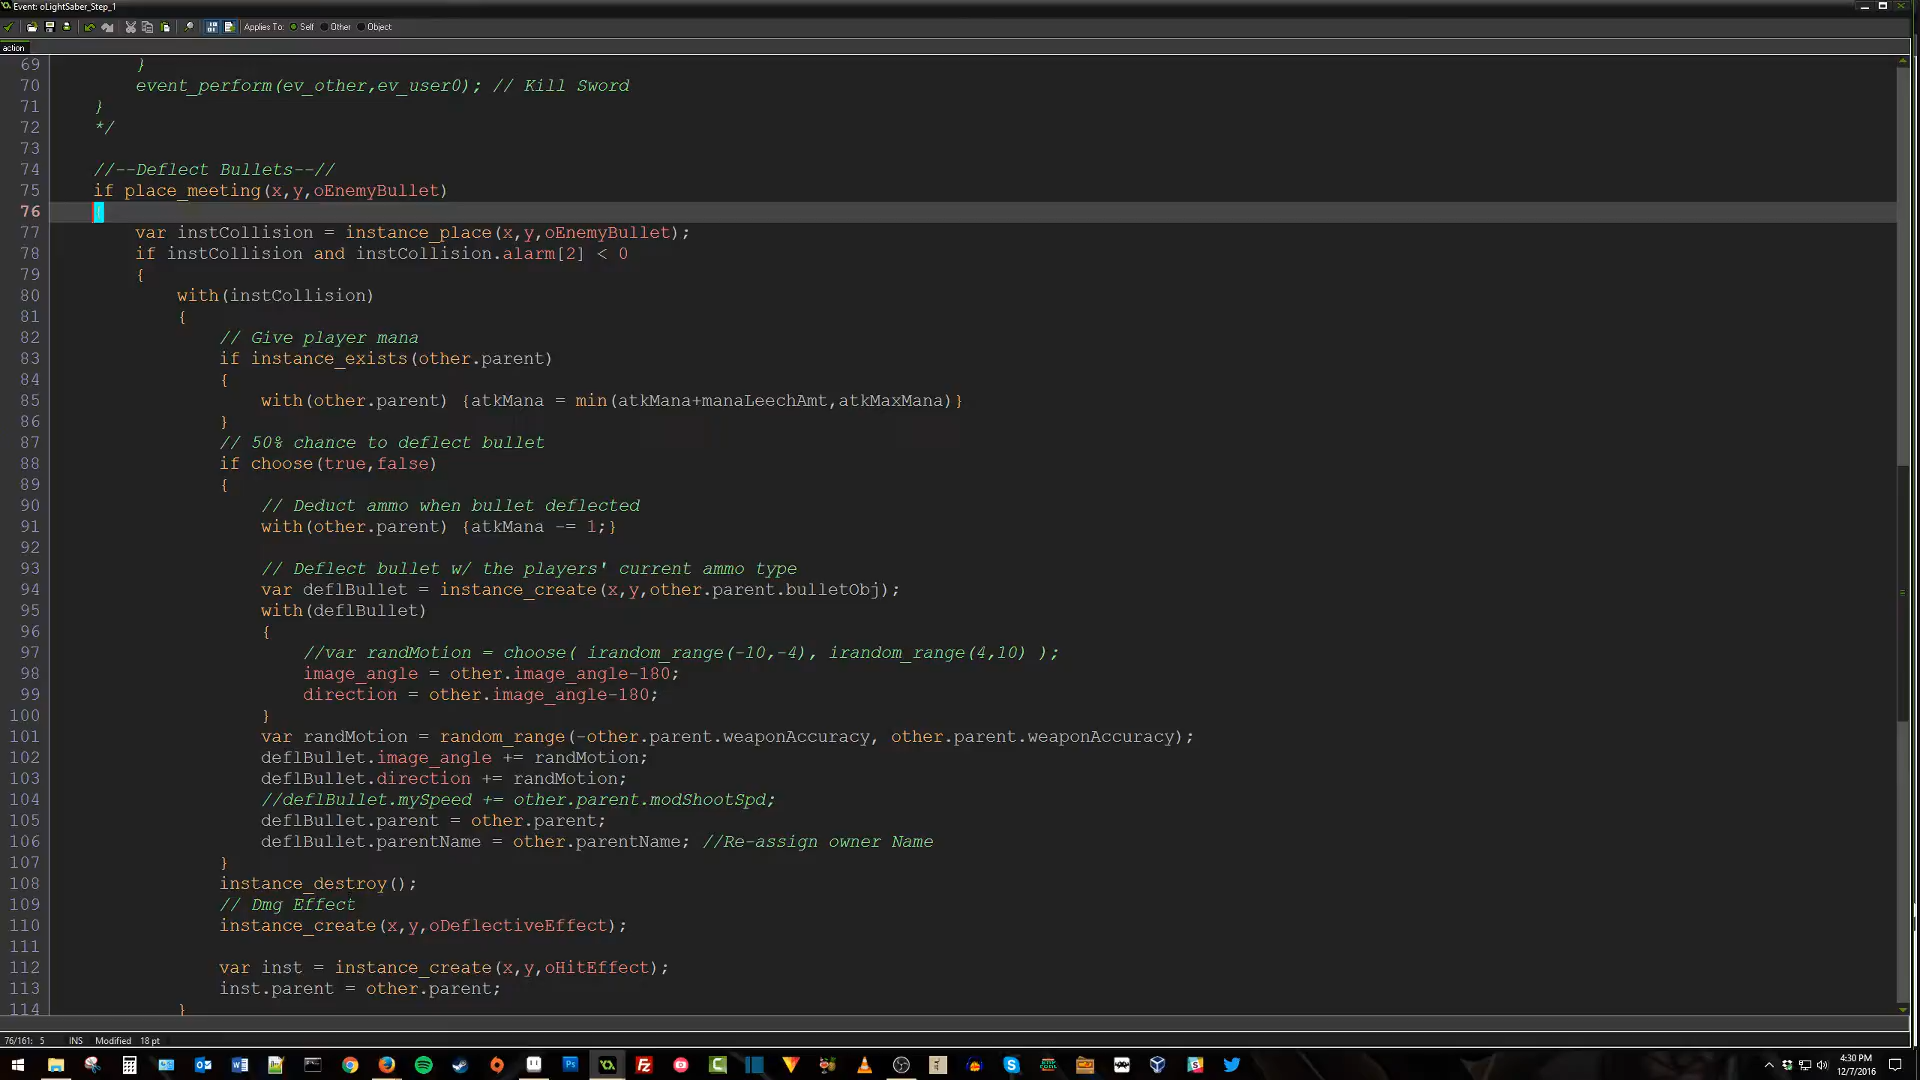 Event: oLightSaber_Step_1
Applies To: Self Other Object
action
69 }
70 event_perform(ev_other,ev_user0); // Kill Sword
71 }
72 */
73
74 //--Deflect Bullets--//
75 if place_meeting(x,y,oEnemyBullet)
76 {
77 var instCollision = instance_place(x,y,oEnemyBullet);
78 if instCollision and instCollision.alarm[2] < 0
79 {
80 with(instCollision)
81 {
82 // Give player mana
83 if instance_exists(other.parent)
84 {
85 with(other.parent) {atkMana = min(atkMana+manaLeechAmt,atkMaxMana)}
86 }
87 // 50% chance to deflect bullet
88 if choose(true,false)
89 {
90 // Deduct ammo when bullet deflected
91 with(other.parent) {atkMana -= 1;}
92
93 // Deflect bullet w/ the players' current ammo type
94 var deflBullet = instance_create(x,y,other.parent.bulletObj);
95 with(deflBullet)
96 {
97 //var randMotion = choose( irandom_range(-10,-4), irandom_range(4,10) );
98 image_angle = other.image_angle-180;
99 direction = other.image_angle-180;
100 }
101 var randMotion = random_range(-other.parent.weaponAccuracy, other.parent.weaponAccuracy);
102 deflBullet.image_angle += randMotion;
103 deflBullet.direction += randMotion;
104 //deflBullet.mySpeed += other.parent.modShootSpd;
105 deflBullet.parent = other.parent;
106 deflBullet.parentName = other.parentName; //Re-assign owner Name
107 }
108 instance_destroy();
109 // Dmg Effect
110 instance_create(x,y,oDeflectiveEffect);
111
112 var inst = instance_create(x,y,oHitEffect);
113 inst.parent = other.parent;
114 }
76/161: 5 INS Modified 18 pt
4:30 PM
12/7/2016